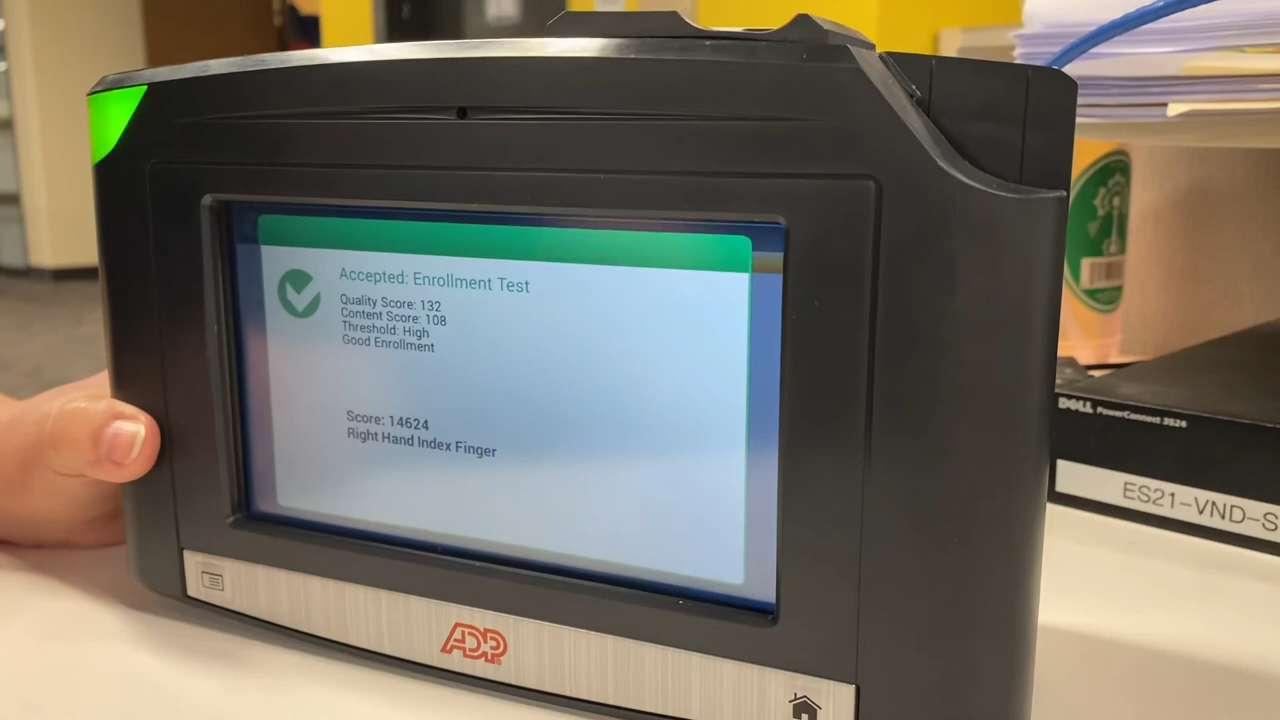 Accepted: Enrollment Test
Quality Score: 132
Content Score: 108
Threshold: High
Good Enrollment
Score: 14624
Right Hand Index Finger
ADP
DELL PowerConnect 3524
ES21-VND-S